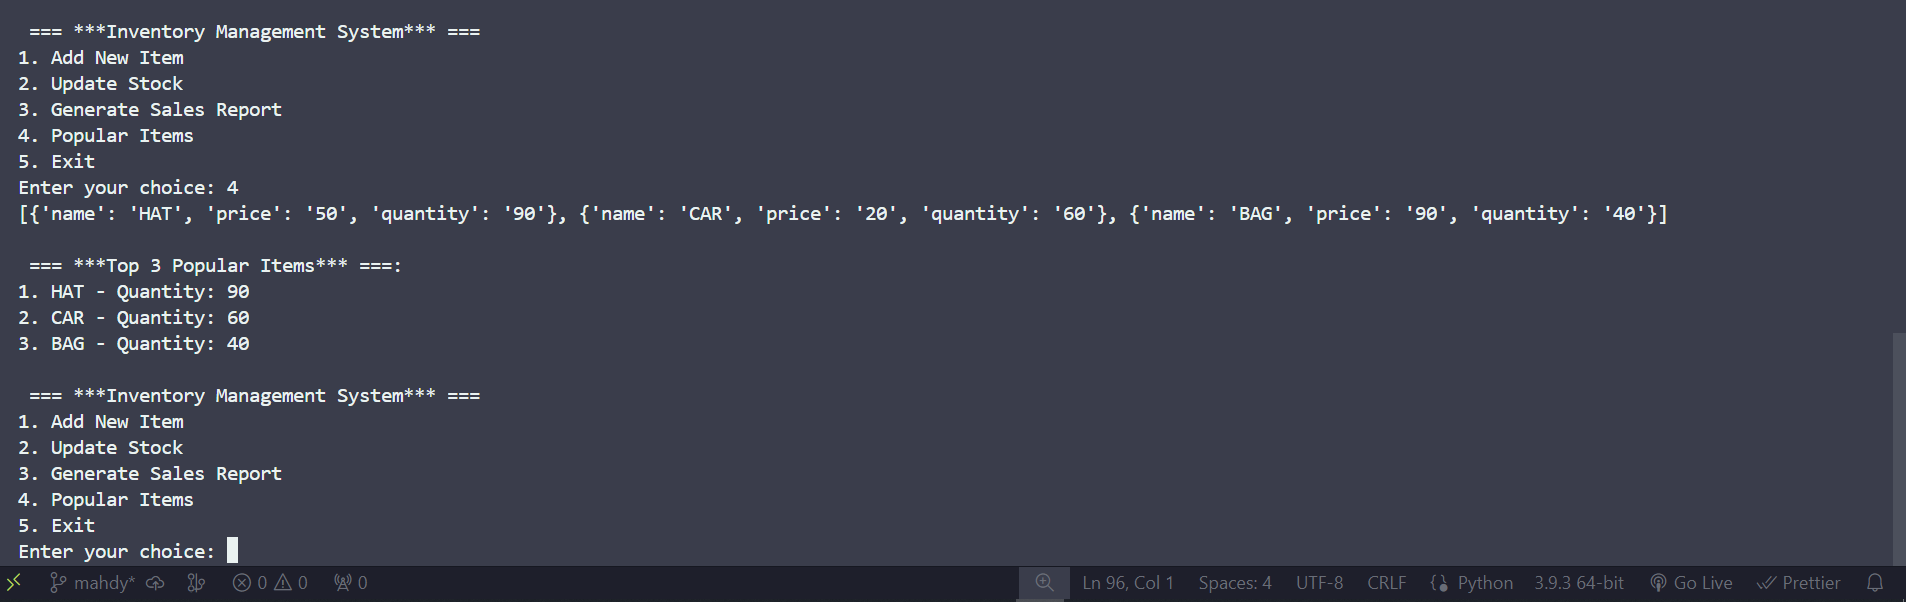 === ***Inventory Management System*** ===
1. Add New Item
2. Update Stock
3. Generate Sales Report
4. Popular Items
5. Exit
Enter your choice: 4
[{'name': 'HAT', 'price': '50', 'quantity': '90'}, {'name': 'CAR', 'price': '20', 'quantity': '60'}, {'name': 'BAG', 'price': '90', 'quantity': '40'}]
=== ***Top 3 Popular Items*** ===:
1. HAT - Quantity: 90
2. CAR - Quantity: 60
3. BAG - Quantity: 40
=== ***Inventory Management System*** ===
1. Add New Item
2. Update Stock
3. Generate Sales Report
4. Popular Items
5. Exit
Enter your choice:
mahdy* 0 0 0 Ln 96, Col 1 Spaces: 4 UTF-8 CRLF Python 3.9.3 64-bit Go Live Prettier